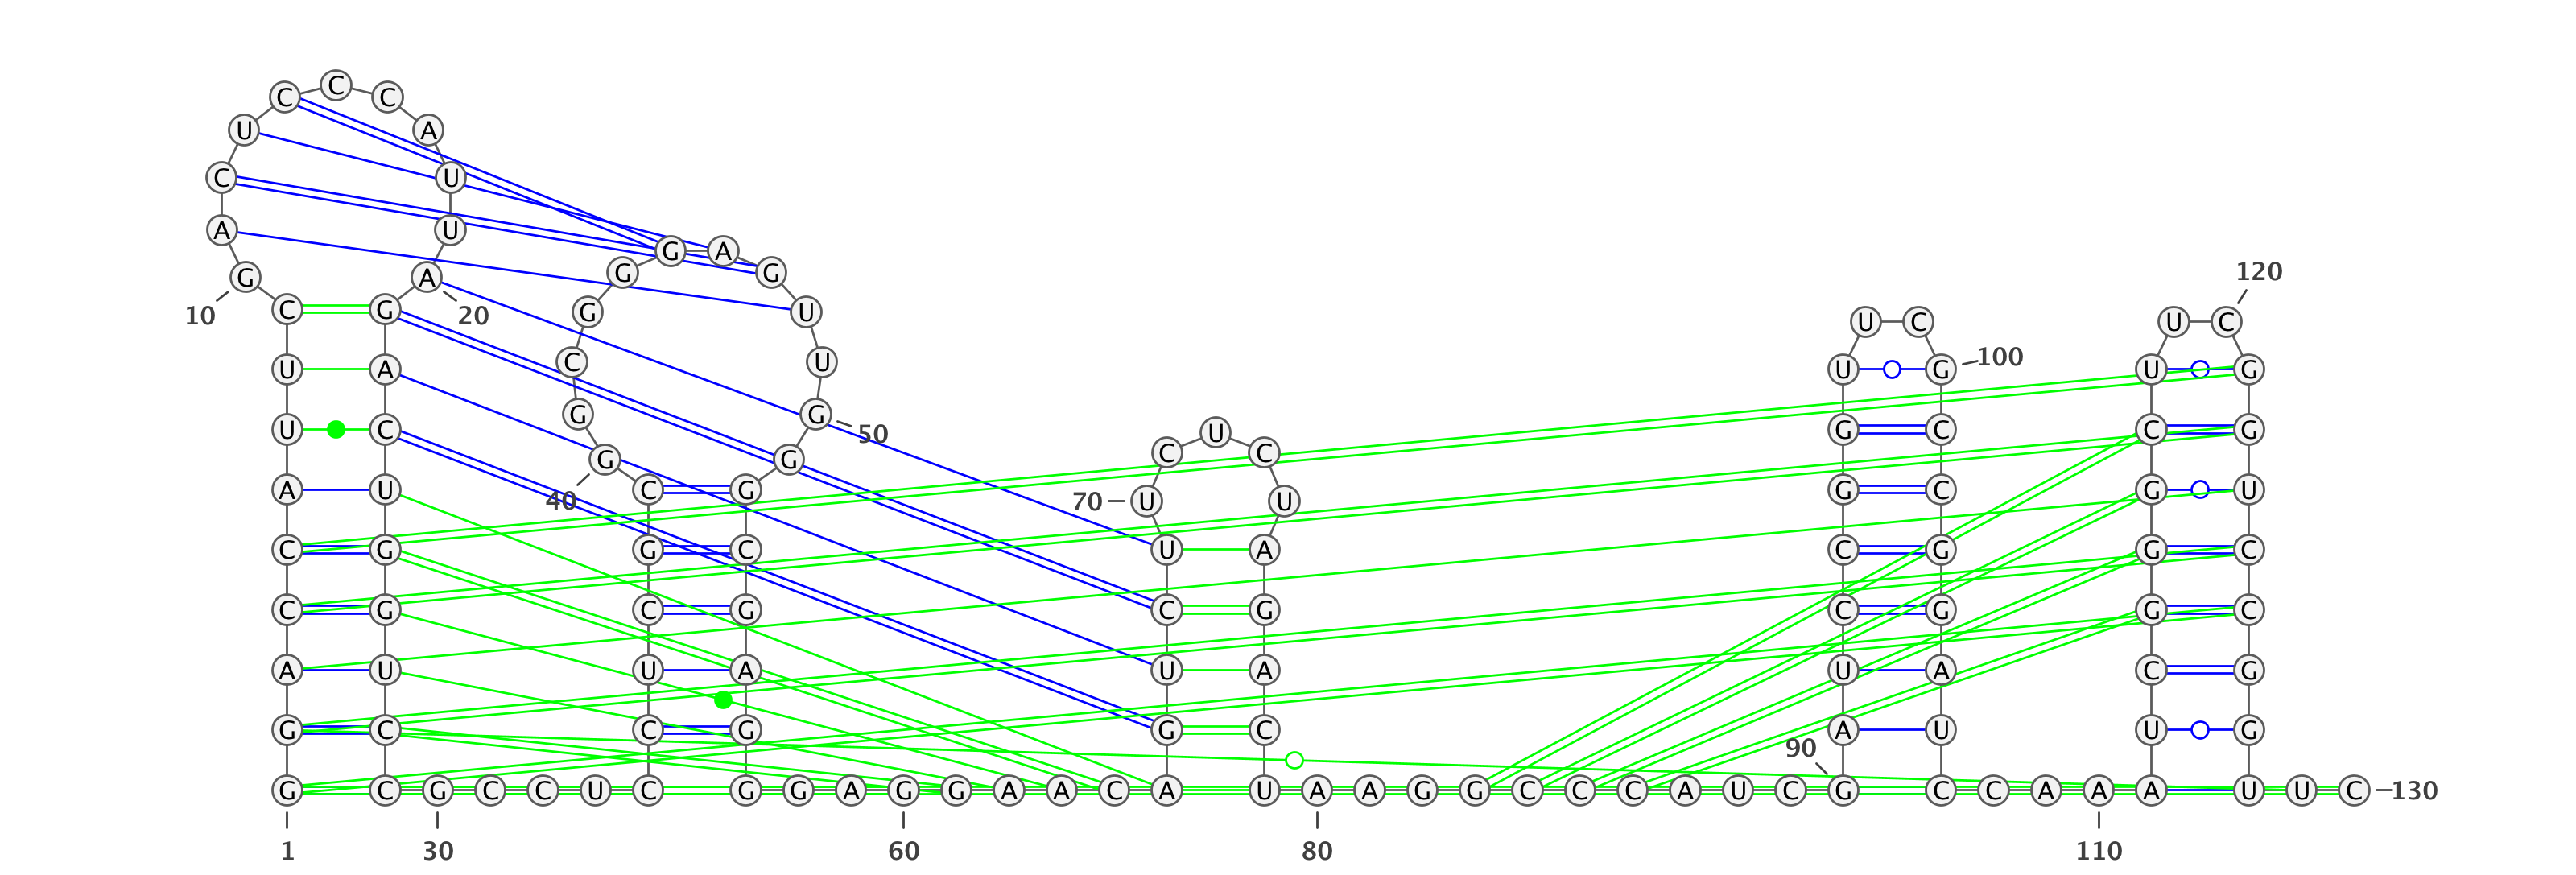 C
C C
U A
C U
A U
G A
G G 120
G A
10 C G 20 G U
U C U C
C U 100
U A U G U G
G G
U C 50 U G C C G
G G C C
A U 40 C G 70 U U G C G U
C G G C U A C G G C
C G C G C G C G G C
A U U A U A U A C G
G C C G G C 90 A U U G
G C G C C U C G G A G G A A C A U A A G G C C C A U C G C C A A A U U C 130
1 30 60 80 110